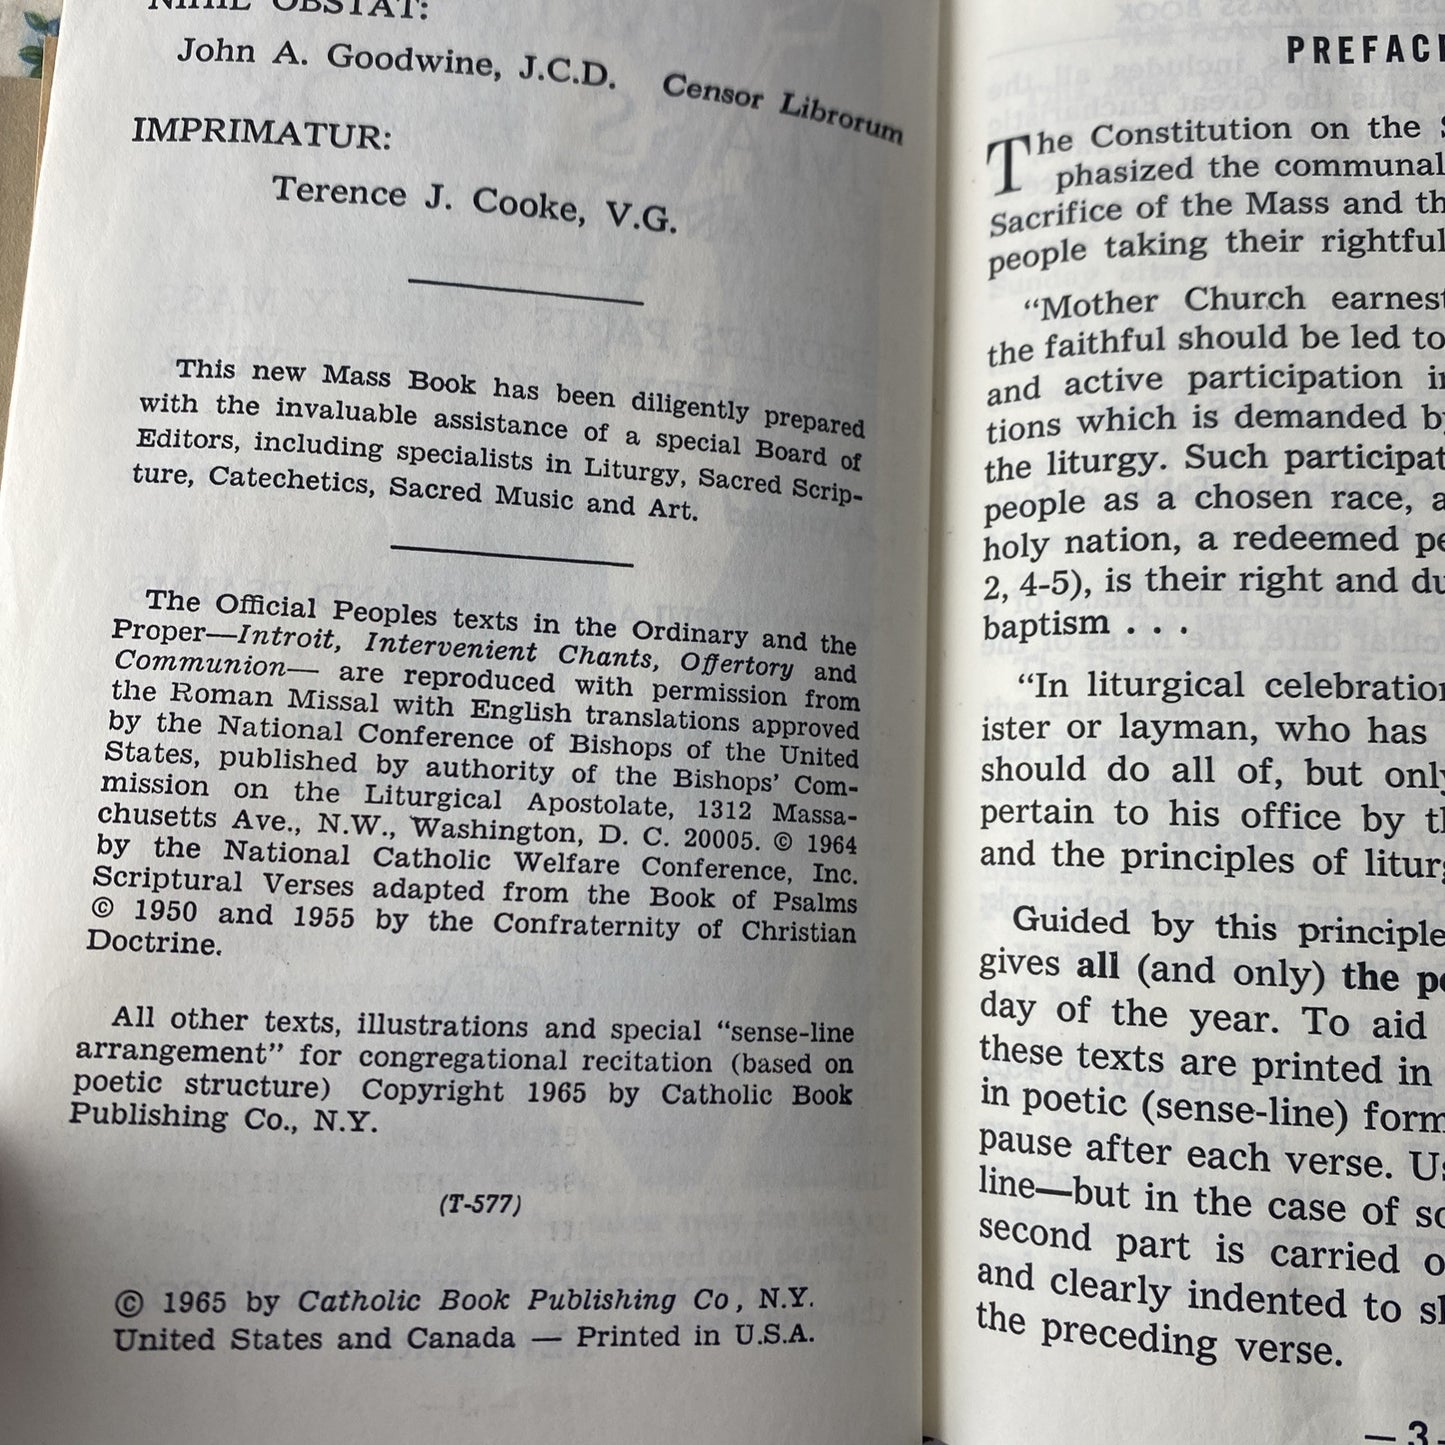 NIHIL OBSTAT:
John A. Goodwine, J.C.D.
Censor Librorum
IMPRIMATUR:
Terence J. Cooke, V.G.
This new Mass Book has been diligently prepared
with the invaluable assistance of a special Board of
Editors, including specialists in Liturgy, Sacred Scrip-
ture, Catechetics, Sacred Music and Art.
The Official Peoples texts in the Ordinary and the
Proper—Introit, Intervenient Chants, Offertory and
Communion— are reproduced with permission from
the Roman Missal with English translations approved
by the National Conference of Bishops of the United
States, published by authority of the Bishops' Com-
mission on the Liturgical Apostolate, 1312 Massa-
chusetts Ave., N.W., Washington, D. C. 20005. © 1964
by the National Catholic Welfare Conference, Inc.
Scriptural Verses adapted from the Book of Psalms
© 1950 and 1955 by the Confraternity of Christian
Doctrine.
All other texts, illustrations and special "sense-line
arrangement" for congregational recitation (based on
poetic structure) Copyright 1965 by Catholic Book
Publishing Co., N.Y.
(T-577)
© 1965 by Catholic Book Publishing Co, N.Y.
United States and Canada — Printed in U.S.A.
PREFAC
The Constitution on the
phasized the communal
Sacrifice of the Mass and th
people taking their rightful
"Mother Church earnest
the faithful should be led to
and active participation in
tions which is demanded by
the liturgy. Such participat
people as a chosen race, a
holy nation, a redeemed pe
2, 4-5), is their right and du
baptism . . .
"In liturgical celebration
ister or layman, who has
should do all of, but only
pertain to his office by th
and the principles of liturg
Guided by this principle
gives all (and only) the pe
day of the year. To aid
these texts are printed in
in poetic (sense-line) form
pause after each verse. Us
line—but in the case of so
second part is carried o
and clearly indented to sh
the preceding verse.
— 3